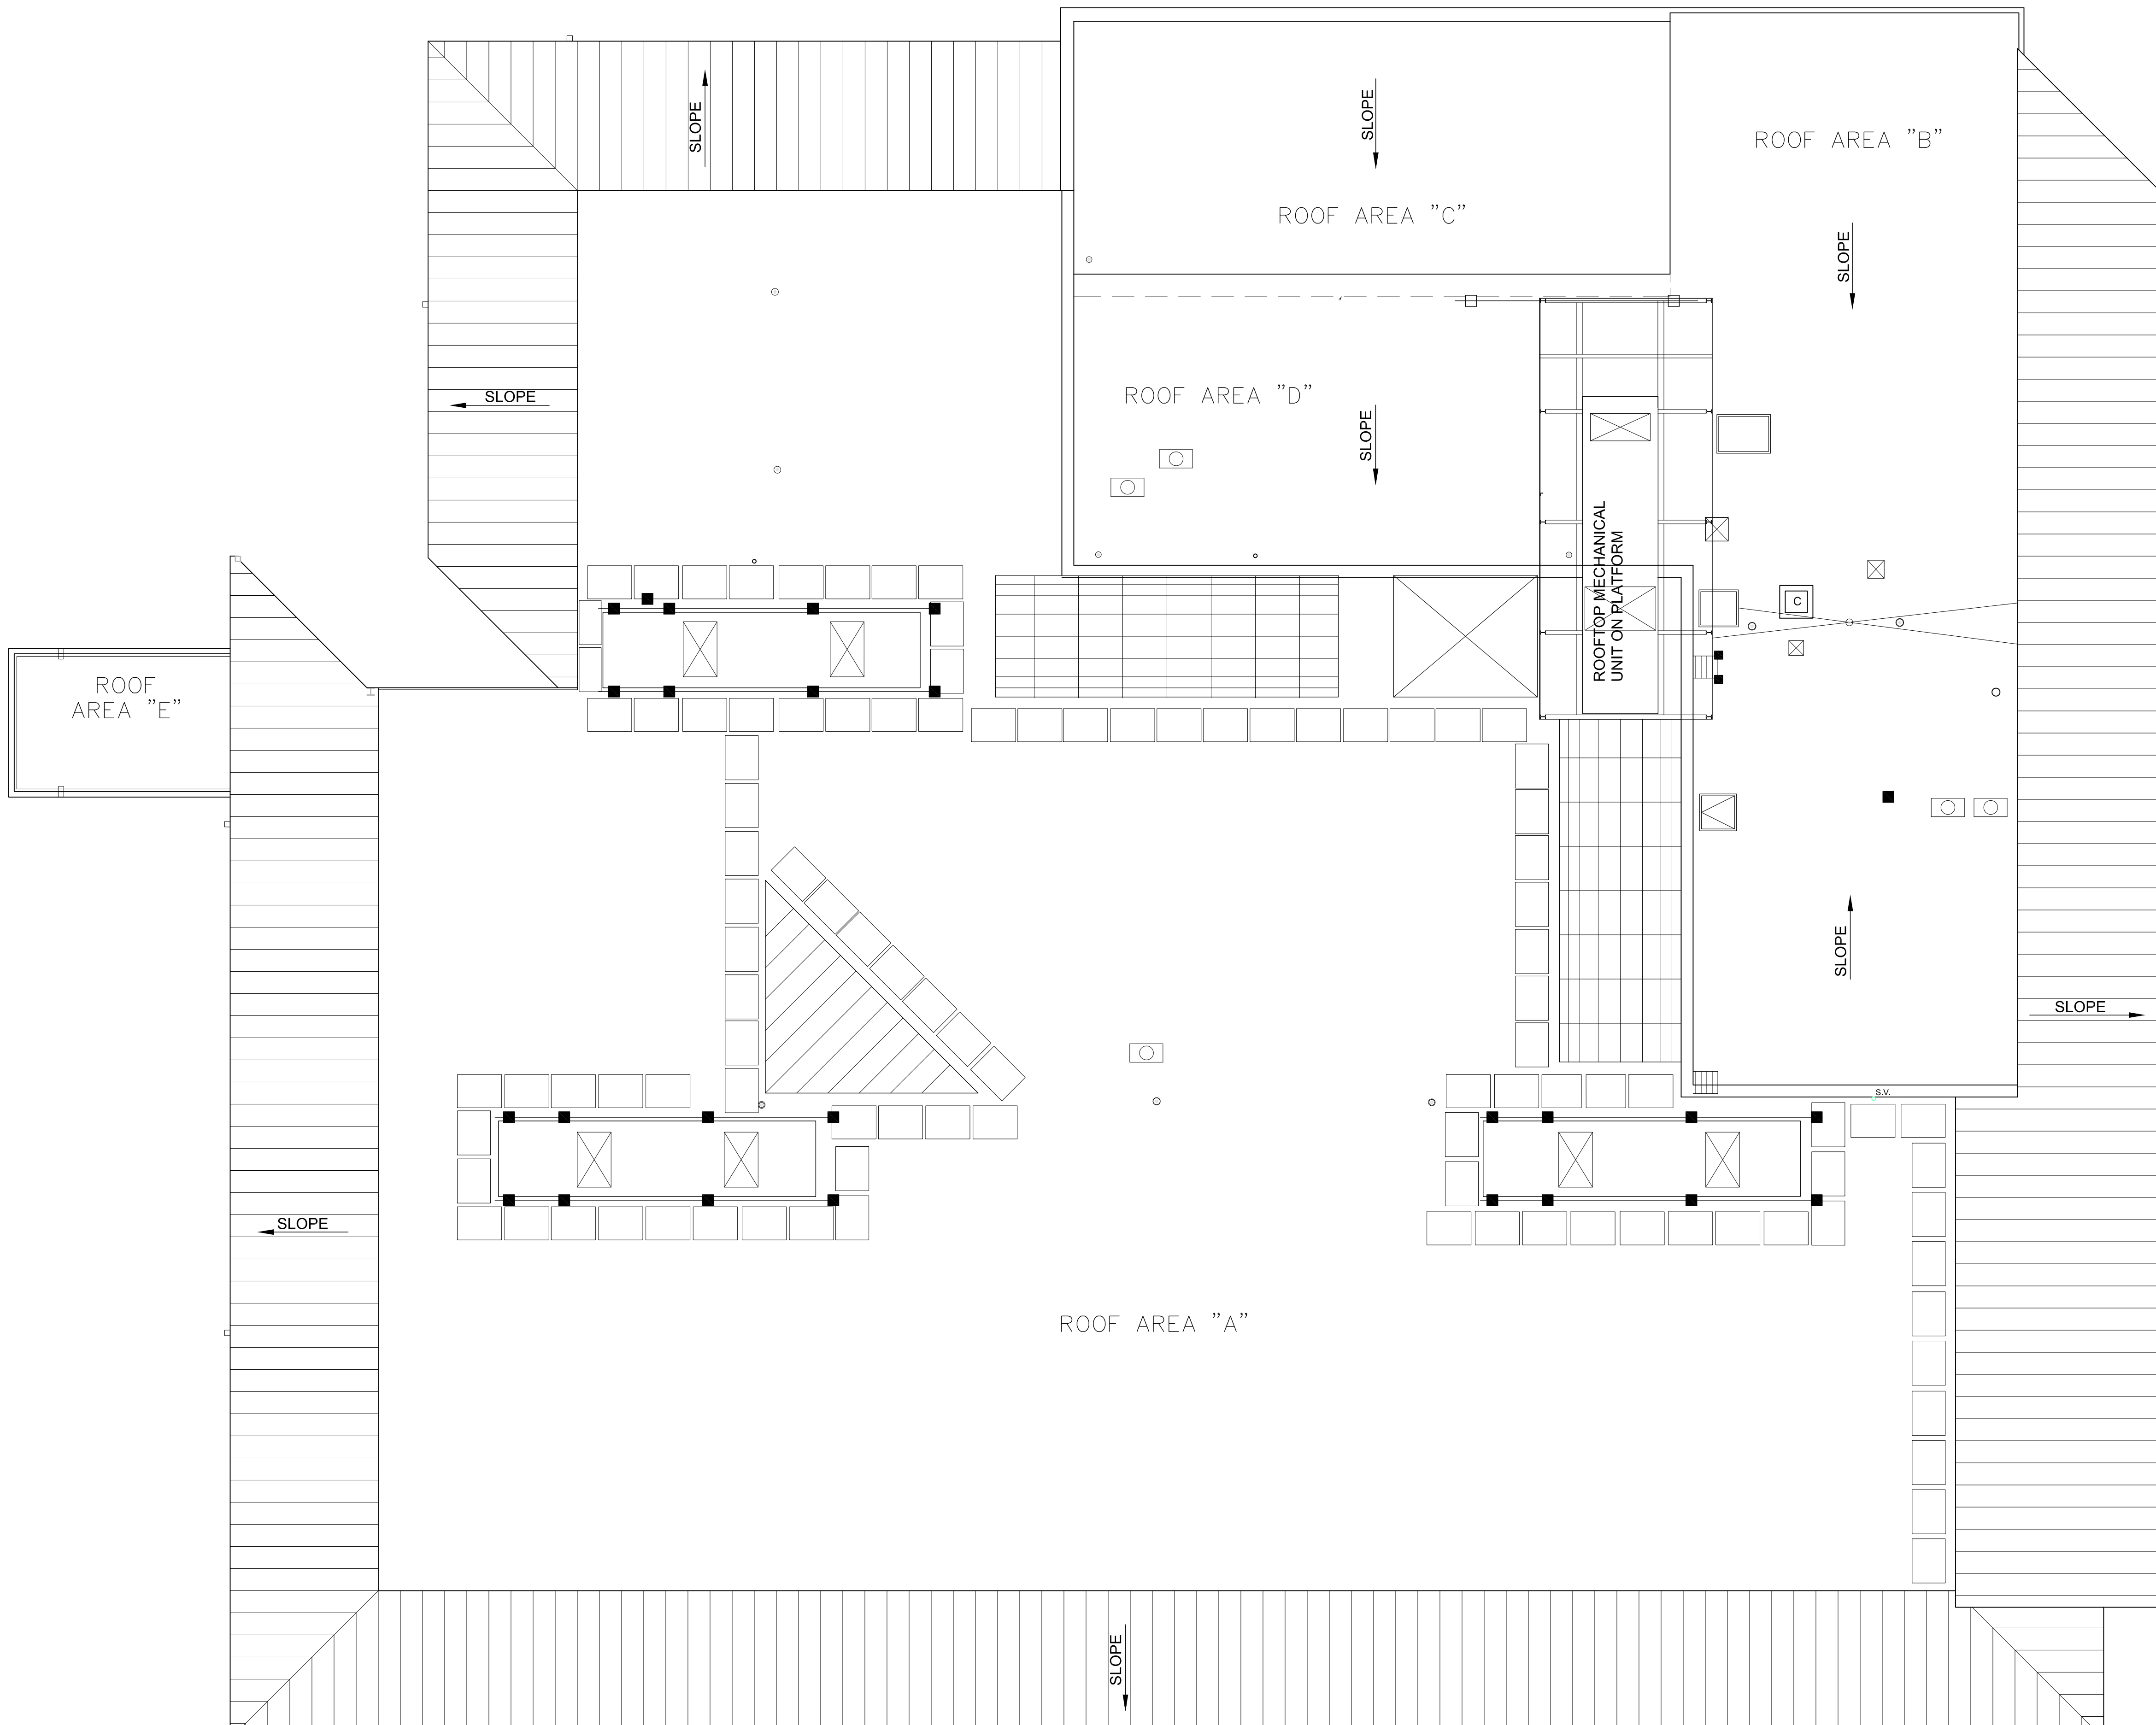 SLOPE
SLOPE
ROOF AREA "B"
ROOF AREA "C"
SLOPE
SLOPE
ROOF AREA "D"
SLOPE
ROOFTOP MECHANICAL
UNIT ON PLATFORM
C
ROOF
AREA "E"
SLOPE
SLOPE
S.V.
SLOPE
ROOF AREA "A"
SLOPE